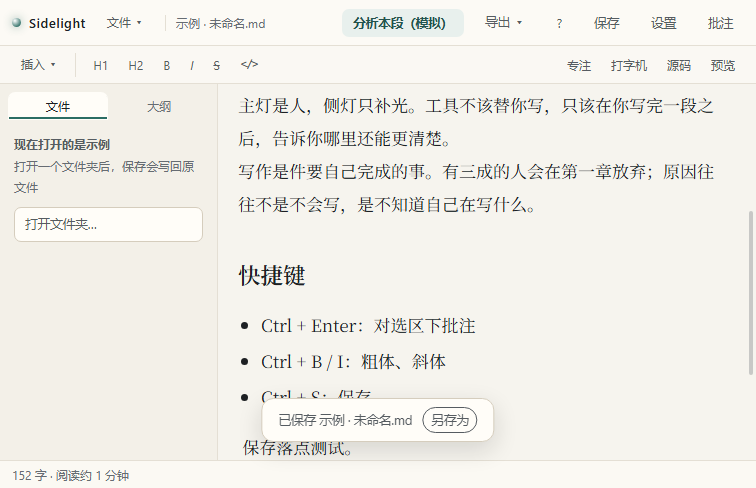 Sidelight 文件 示例 · 未命名.md 分析本段（模拟） 导出 ? 保存 设置 批注
插入 H1 H2 B I S </> 专注 打字机 源码 预览
文件 大纲
现在打开的是示例
打开一个文件夹后，保存会写回原
文件
打开文件夹...
主灯是人，侧灯只补光。工具不该替你写，只该在你写完一段之
后，告诉你哪里还能更清楚。
写作是件要自己完成的事。有三成的人会在第一章放弃；原因往
往不是不会写，是不知道自己在写什么。
快捷键
Ctrl + Enter：对选区下批注
Ctrl + B / I：粗体、斜体
Ctrl + S：保存
已保存 示例 · 未命名.md 另存为
保存落点测试。
152 字 · 阅读约 1 分钟